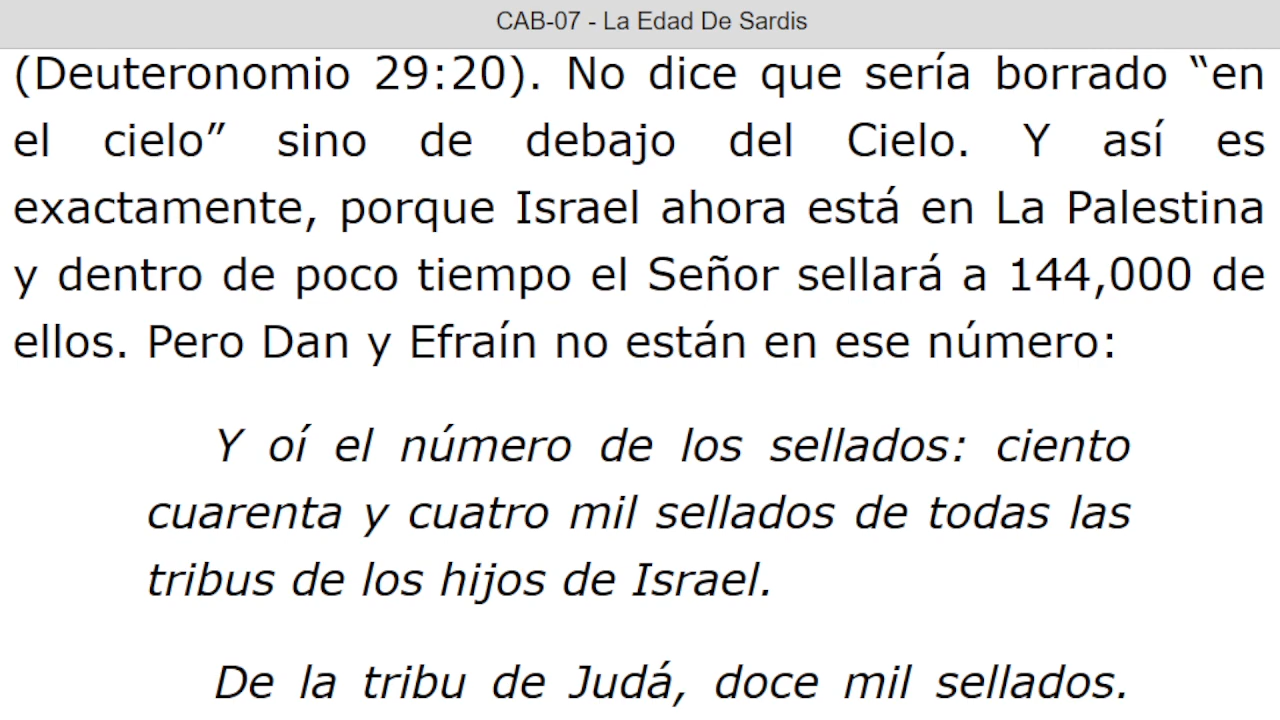 CAB-07 - La Edad De Sardis
(Deuteronomio 29:20). No dice que sería borrado “en
el cielo” sino de debajo del Cielo. Y así es
exactamente, porque Israel ahora está en La Palestina
y dentro de poco tiempo el Señor sellará a 144,000 de
ellos. Pero Dan y Efraín no están en ese número:
Y oí el número de los sellados: ciento
cuarenta y cuatro mil sellados de todas las
tribus de los hijos de Israel.
De la tribu de Judá, doce mil sellados.